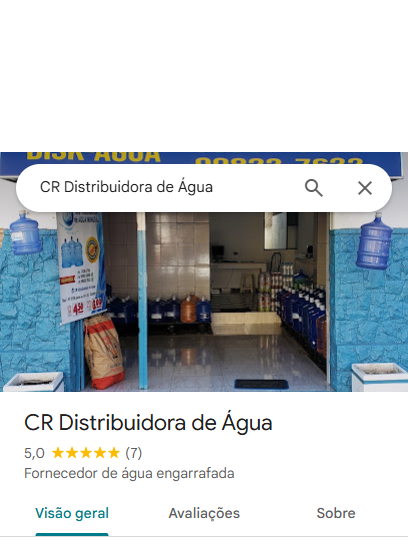 DISK ÁGUA
CR Distribuidora de Água
CR Distribuidora de Água
5,0 (7)
Fornecedor de água engarrafada
Visão geral
Avaliações
Sobre